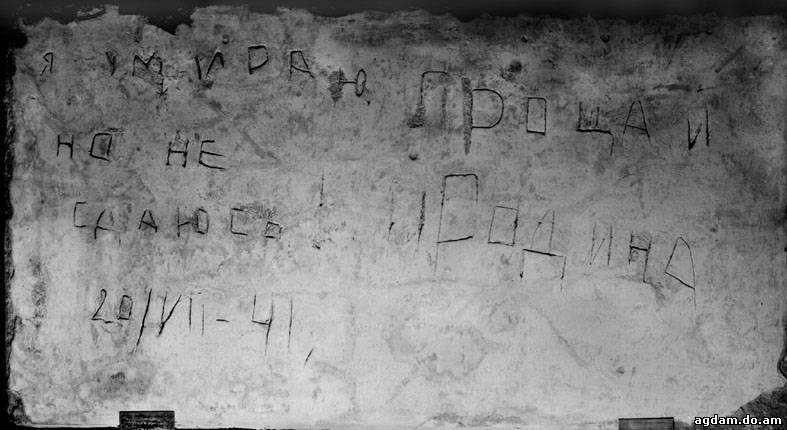 Я УМИРАЮ
НО НЕ
СДАЮСЬ!
20/VII-41.
ПРОЩАЙ
РОДИНА
agdam.do.am